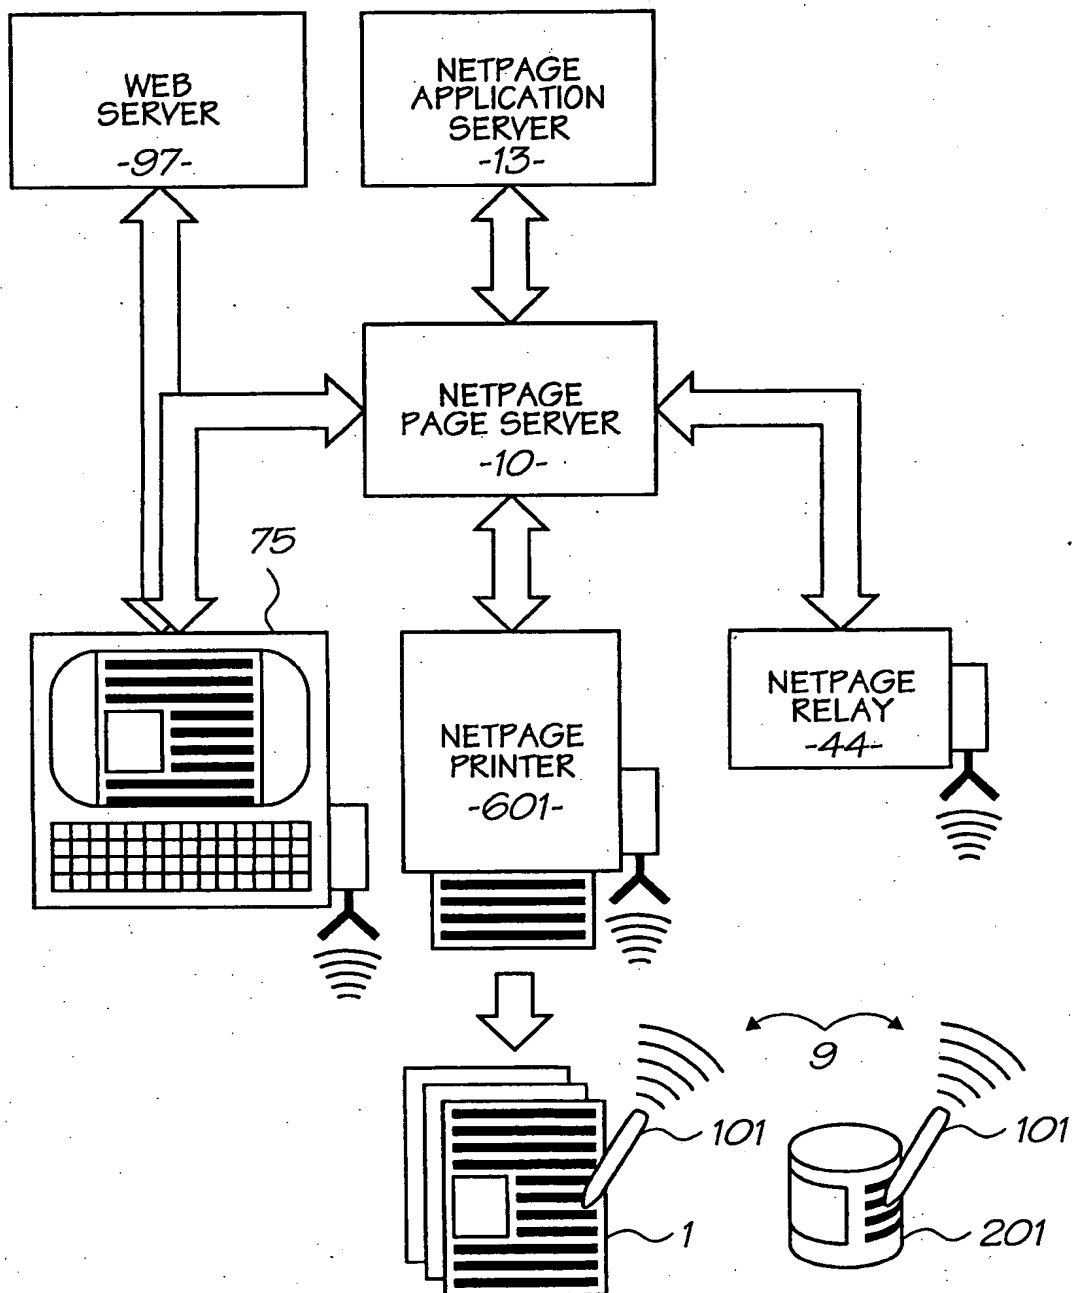 WEB
SERVER
-97-
NETPAGE
APPLICATION
SERVER
-13-
NETPAGE
PAGE SERVER
-10-
75
NETPAGE
PRINTER
-601-
NETPAGE
RELAY
-44-
9
101
101
1
201